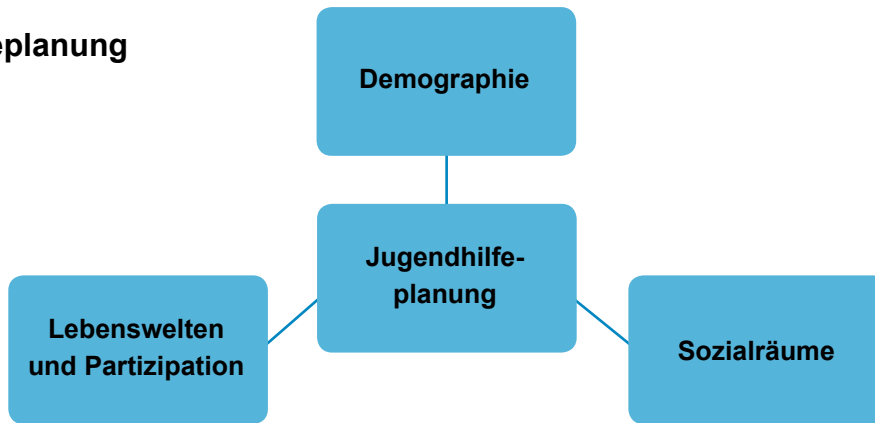 eplanung
Demographie
Jugendhilfe-
planung
Lebenswelten
und Partizipation
Sozialräume